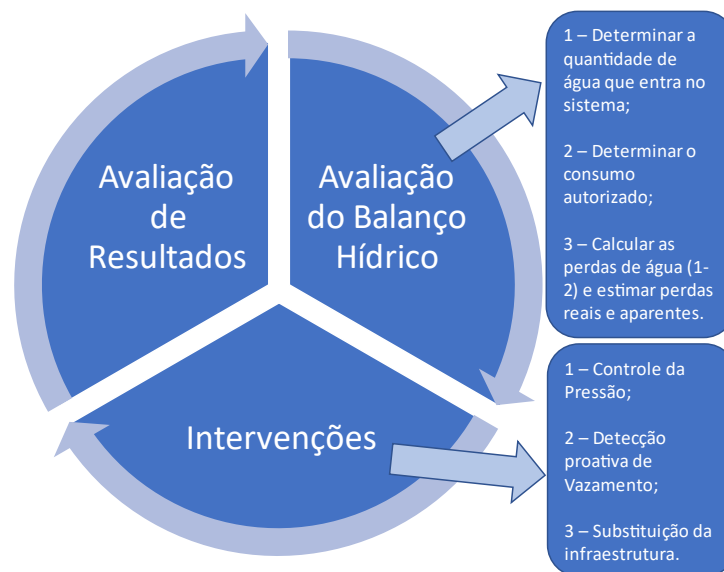 Avaliação
de
Resultados
Avaliação
do Balanço
Hídrico
Intervenções
1 – Determinar a
quantidade de
água que entra no
sistema;
2 – Determinar o
consumo
autorizado;
3 – Calcular as
perdas de água (1-
2) e estimar perdas
reais e aparentes.
1 – Controle da
Pressão;
2 – Detecção
proativa de
Vazamento;
3 – Substituição da
infraestrutura.